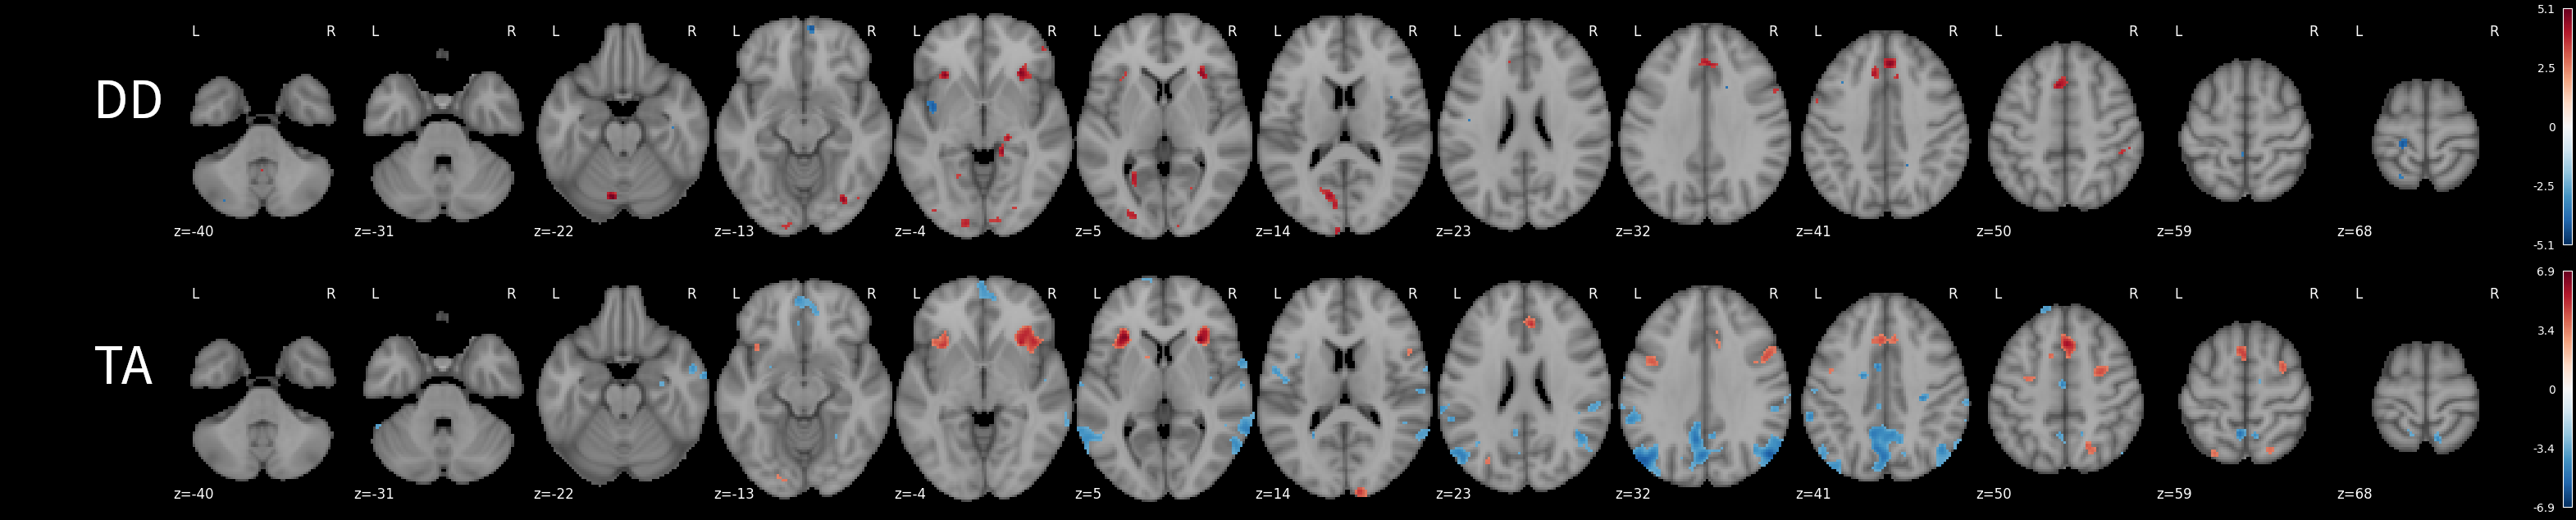 L R L R L R L R L R L R L R L R L R L R L R L R L R 5.1
DD 2.5
0
-2.5
z=-40 z=-31 z=-22 z=-13 z=-4 z=5 z=14 z=23 z=32 z=41 z=50 z=59 z=68 -5.1
L R L R L R L R L R L R L R L R L R L R L R L R L R 6.9
TA 3.4
0
-3.4
z=-40 z=-31 z=-22 z=-13 z=-4 z=5 z=14 z=23 z=32 z=41 z=50 z=59 z=68 -6.9